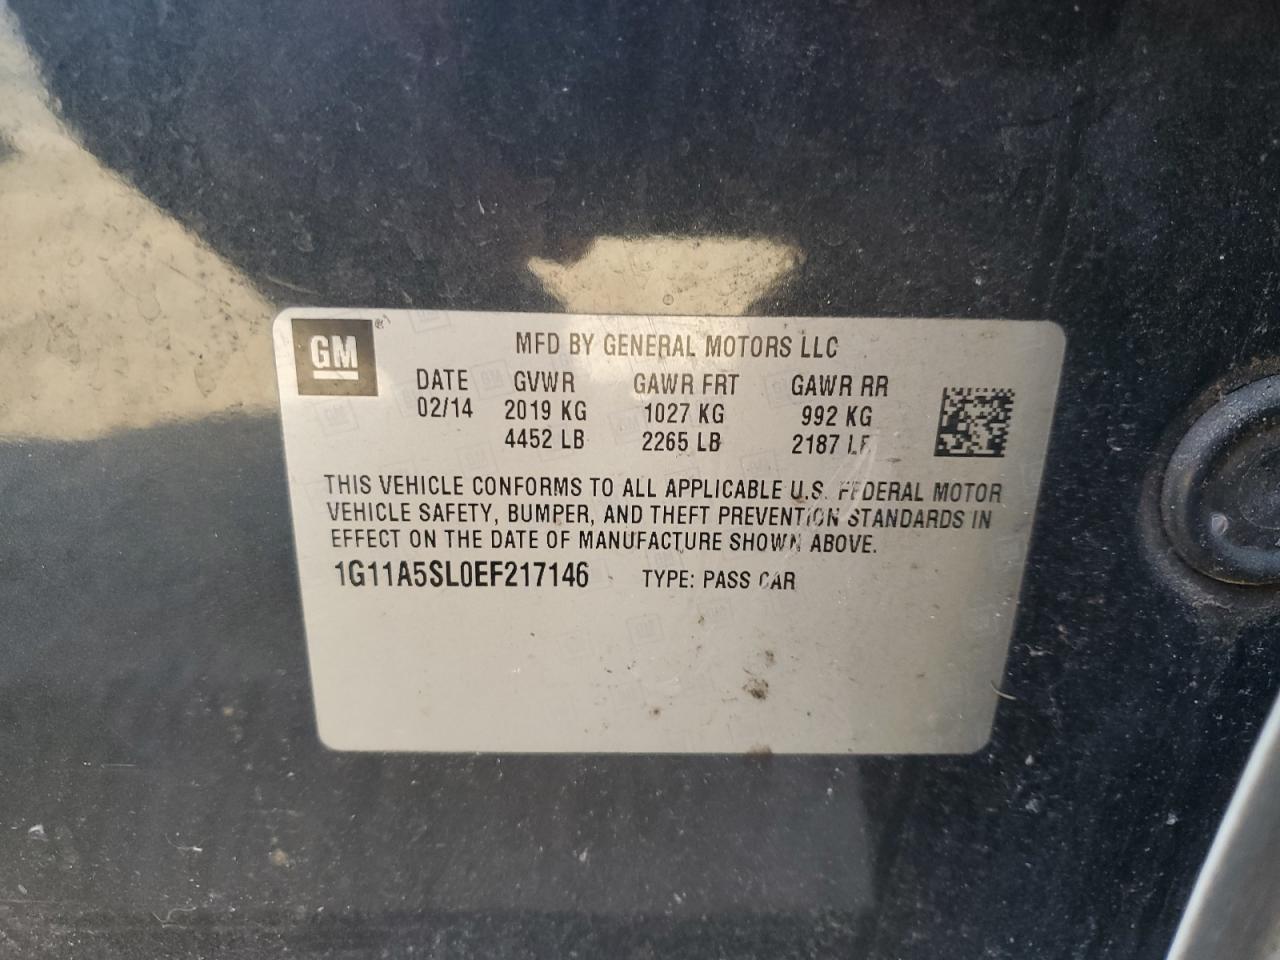 GM ®
MFD BY GENERAL MOTORS LLC
DATE GVWR GAWR FRT GAWR RR
02/14 2019 KG 1027 KG 992 KG
4452 LB 2265 LB 2187 LB
THIS VEHICLE CONFORMS TO ALL APPLICABLE U.S. FEDERAL MOTOR
VEHICLE SAFETY, BUMPER, AND THEFT PREVENTION STANDARDS IN
EFFECT ON THE DATE OF MANUFACTURE SHOWN ABOVE.
1G11A5SL0EF217146 TYPE: PASS CAR